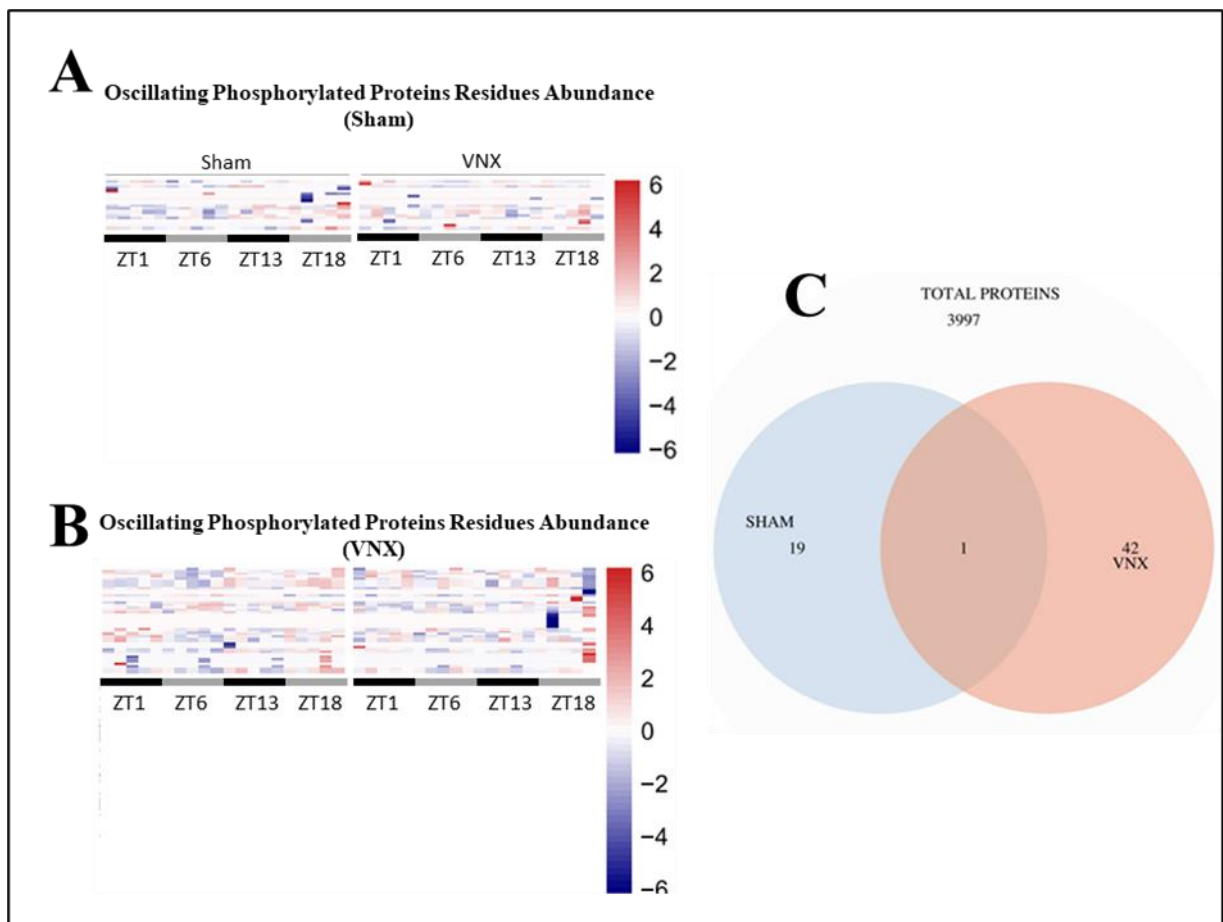 A
Oscillating Phosphorylated Proteins Residues Abundance
(Sham)
Sham VNX
6
4
2
0
−2
−4
−6
ZT1 ZT6 ZT13 ZT18 ZT1 ZT6 ZT13 ZT18
B
Oscillating Phosphorylated Proteins Residues Abundance
(VNX)
6
4
2
0
−2
−4
−6
ZT1 ZT6 ZT13 ZT18 ZT1 ZT6 ZT13 ZT18
C
TOTAL PROTEINS
3997
SHAM
19
1
42
VNX